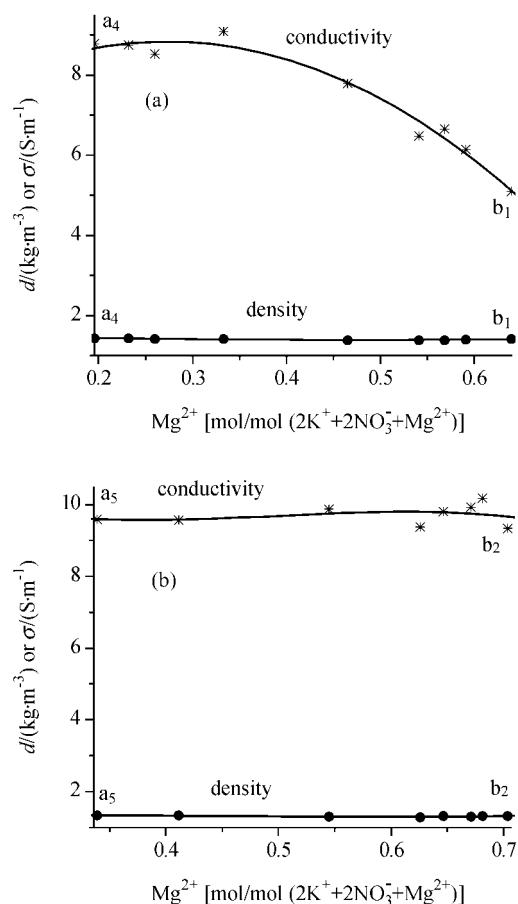 a₄
conductivity
8
(a)
6
d/(kg·m⁻³) or σ/(S·m⁻¹)
4
b₁
density
a₄
b₁
2
0.2 0.3 0.4 0.5 0.6
Mg²⁺ [mol/mol (2K⁺+2NO₃⁻+Mg²⁺)]
conductivity
a₅
10
b₂
(b)
8
d/(kg·m⁻³) or σ/(S·m⁻¹)
6
4
a₅
density
b₂
2
0.4 0.5 0.6 0.7
Mg²⁺ [mol/mol (2K⁺+2NO₃⁻+Mg²⁺)]